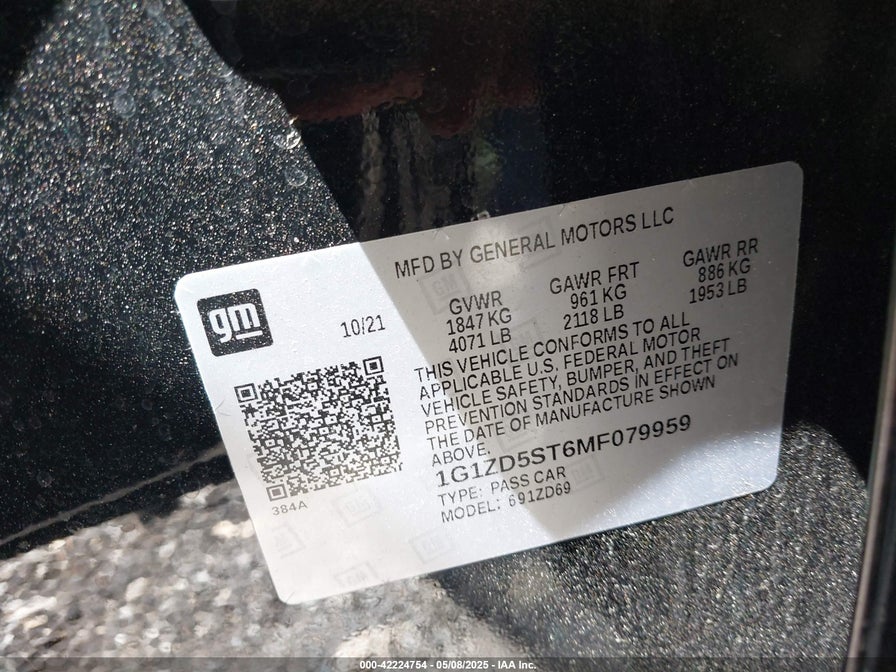 MFD BY GENERAL MOTORS LLC
gm
10/21
GVWR GAWR FRT GAWR RR
1847 KG 961 KG 886 KG
4071 LB 2118 LB 1953 LB
THIS VEHICLE CONFORMS TO ALL
APPLICABLE U.S. FEDERAL MOTOR
VEHICLE SAFETY, BUMPER, AND THEFT
PREVENTION STANDARDS IN EFFECT ON
THE DATE OF MANUFACTURE SHOWN
ABOVE.
1G1ZD5ST6MF079959
TYPE: PASS CAR
MODEL: 691ZD69
384A
000-42224754 - 05/08/2025 - IAA Inc.